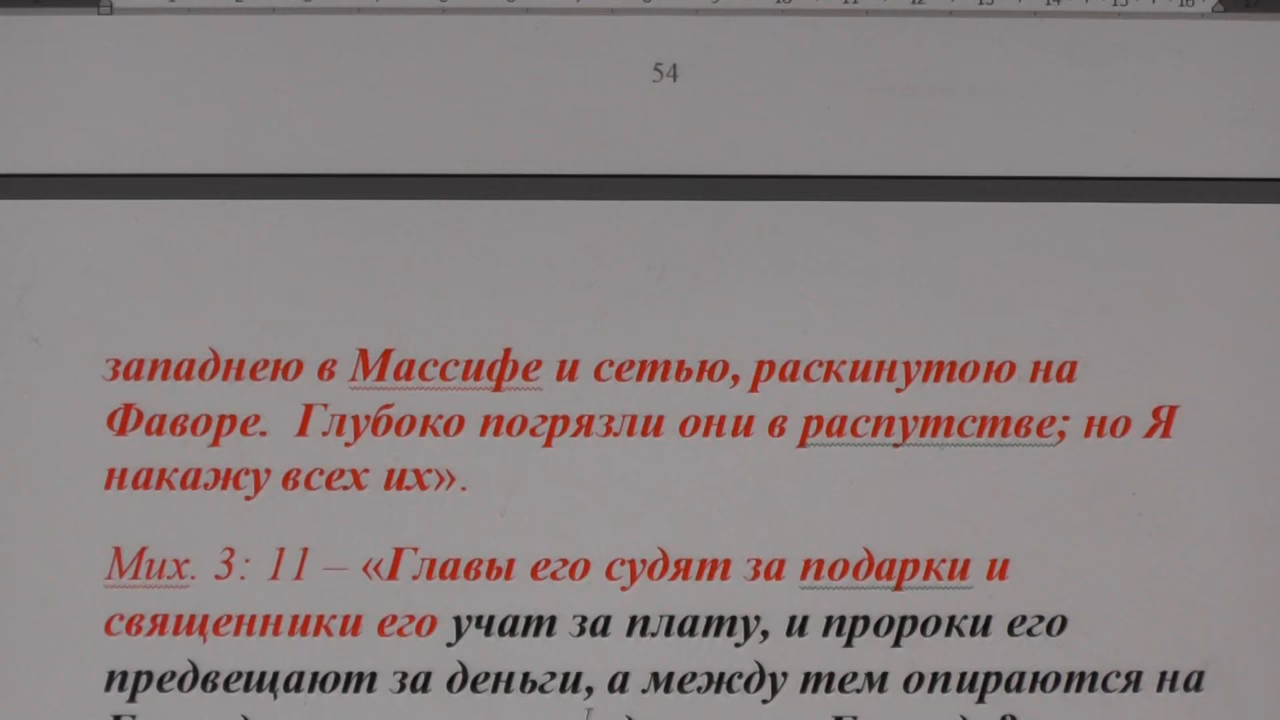 54
западнею в Массифе и сетью, раскинутою на
Фаворе. Глубоко погрязли они в распутстве; но Я
накажу всех их».
Мих. 3: 11 – «Главы его судят за подарки и
священники его учат за плату, и пророки его
предвещают за деньги, а между тем опираются на